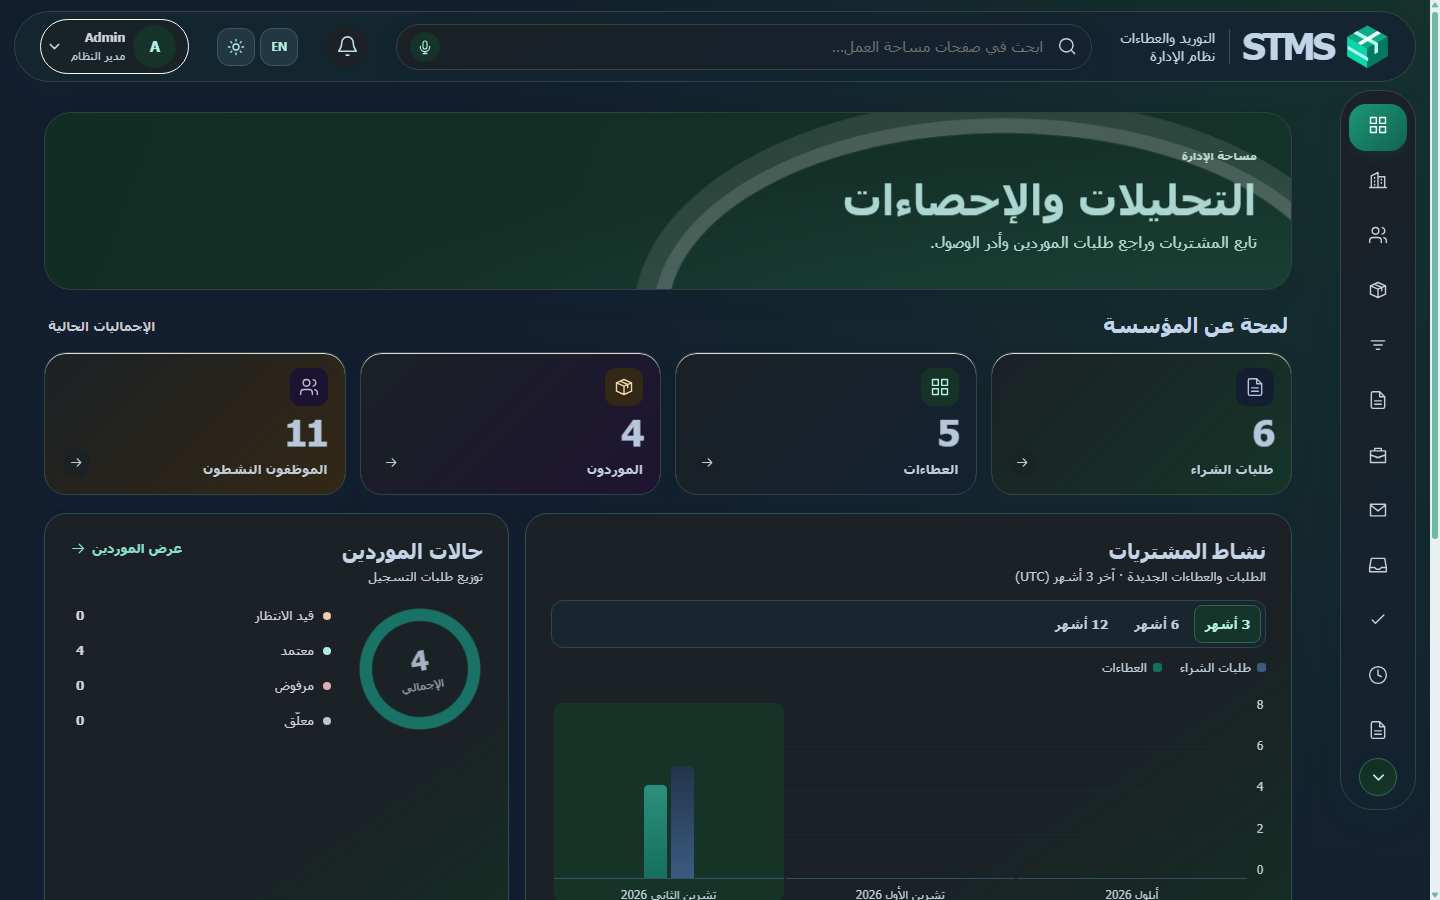 STMS
التوريد والعطاءات
نظام الإدارة
ابحث في صفحات مساحة العمل...
EN
A
Admin
مدير النظام
مساحة الإدارة
التحليلات والإحصاءات
تابع المشتريات وراجع طلبات الموردين وأدر الوصول.
لمحة عن المؤسسة
الإجماليات الحالية
6
طلبات الشراء
5
العطاءات
4
الموردون
11
الموظفون النشطون
نشاط المشتريات
الطلبات والعطاءات الجديدة · آخر 3 أشهر (UTC)
3 أشهر
6 أشهر
12 أشهر
طلبات الشراء
العطاءات
8
6
4
2
0
أيلول 2026
تشرين الأول 2026
تشرين الثاني 2026
حالات الموردين
عرض الموردين
توزيع طلبات التسجيل
4
الإجمالي
قيد الانتظار 0
معتمد 4
مرفوض 0
معلّق 0